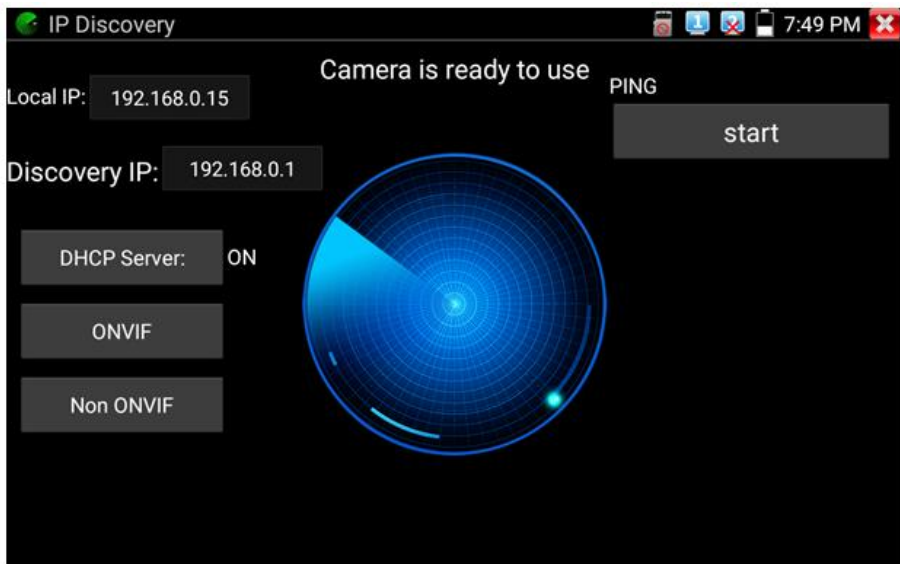 IP Discovery
1
7:49 PM
Camera is ready to use
Local IP: 192.168.0.15
PING
start
Discovery IP: 192.168.0.1
DHCP Server: ON
ONVIF
Non ONVIF